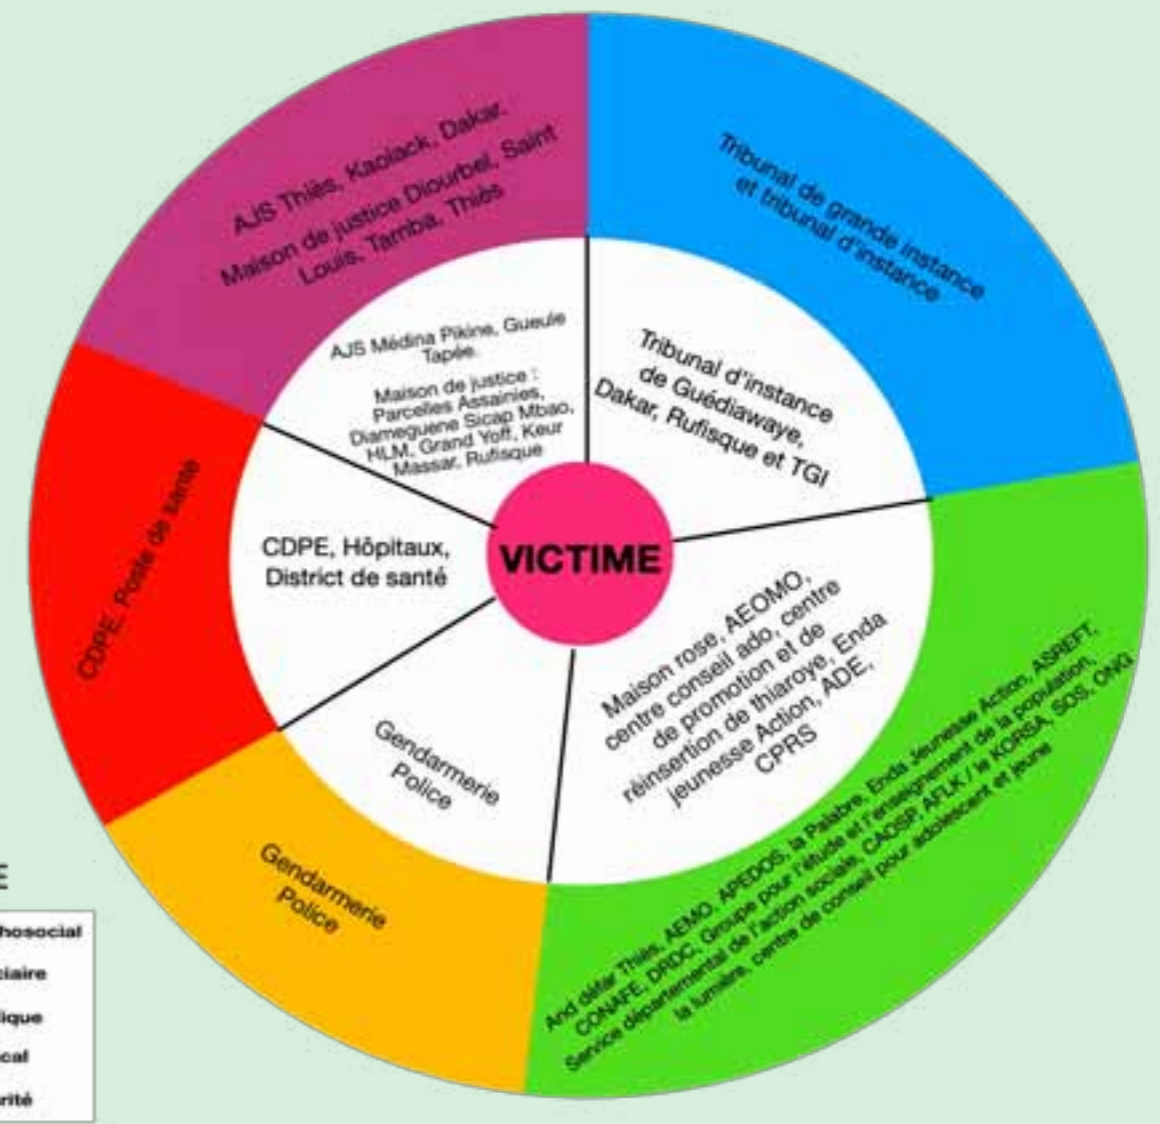 AJS Thiès, Kaolack, Dakar.
Maison de justice Diourbel, Saint
Louis, Tamba, Thiès
Tribunal de grande instance
et tribunal d'instance
AJS Médina Pikine, Gueule
Tapée.
Maison de justice :
Parcelles Assainies,
Diameguene Sicap Mbao,
HLM, Grand Yoff, Keur
Massar, Rufisque
Tribunal d'instance
de Guédiawaye,
Dakar, Rufisque et TGI
CDPE, Poste de santé
CDPE, Hôpitaux,
District de santé
VICTIME
Maison rose, AEOMO,
centre conseil ado, centre
de promotion et de
réinsertion de thiaroye, Enda
jeunesse Action, ADE,
CPRS
Gendarmerie
Police
Gendarmerie
Police
And défar Thiès, AEMO, APEDOS, la Palabre, Enda Jeunesse Action, ASREFT,
CONAFE, DRDC, Groupe pour l'étude et l'enseignement de la population,
Service départemental de l'action sociale, CAOSP, AFLK / le KORSA, SOS, ONG
la lumière, centre de conseil pour adolescent et jeune
E
hosocial
ciaire
ique
cal
rité